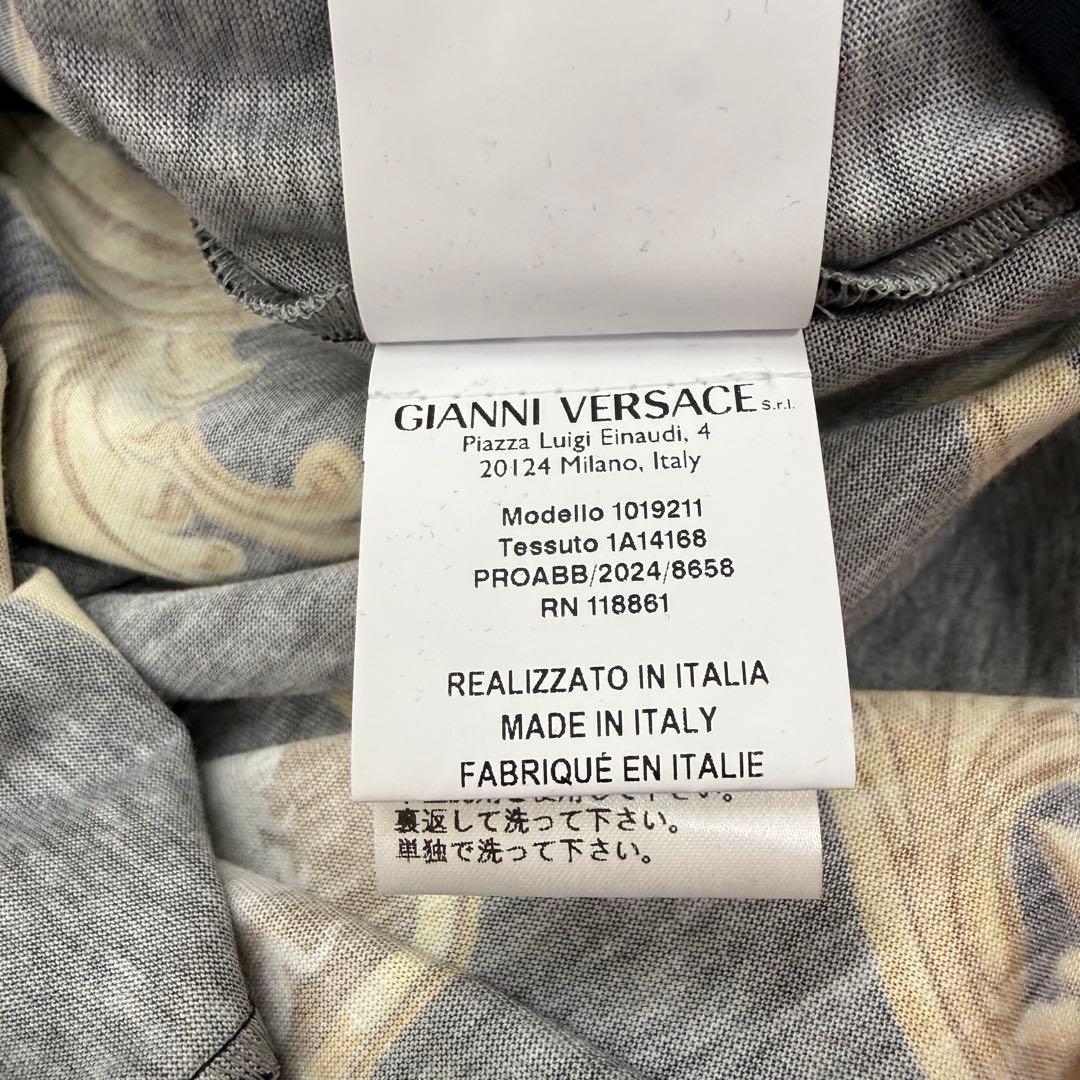 GIANNI VERSACE S.r.l.
Piazza Luigi Einaudi, 4
20124 Milano, Italy
Modello 1019211
Tessuto 1A14168
PROABB/2024/8658
RN 118861
REALIZZATO IN ITALIA
MADE IN ITALY
FABRIQUÉ EN ITALIE
裏返して洗って下さい。
単独で洗って下さい。